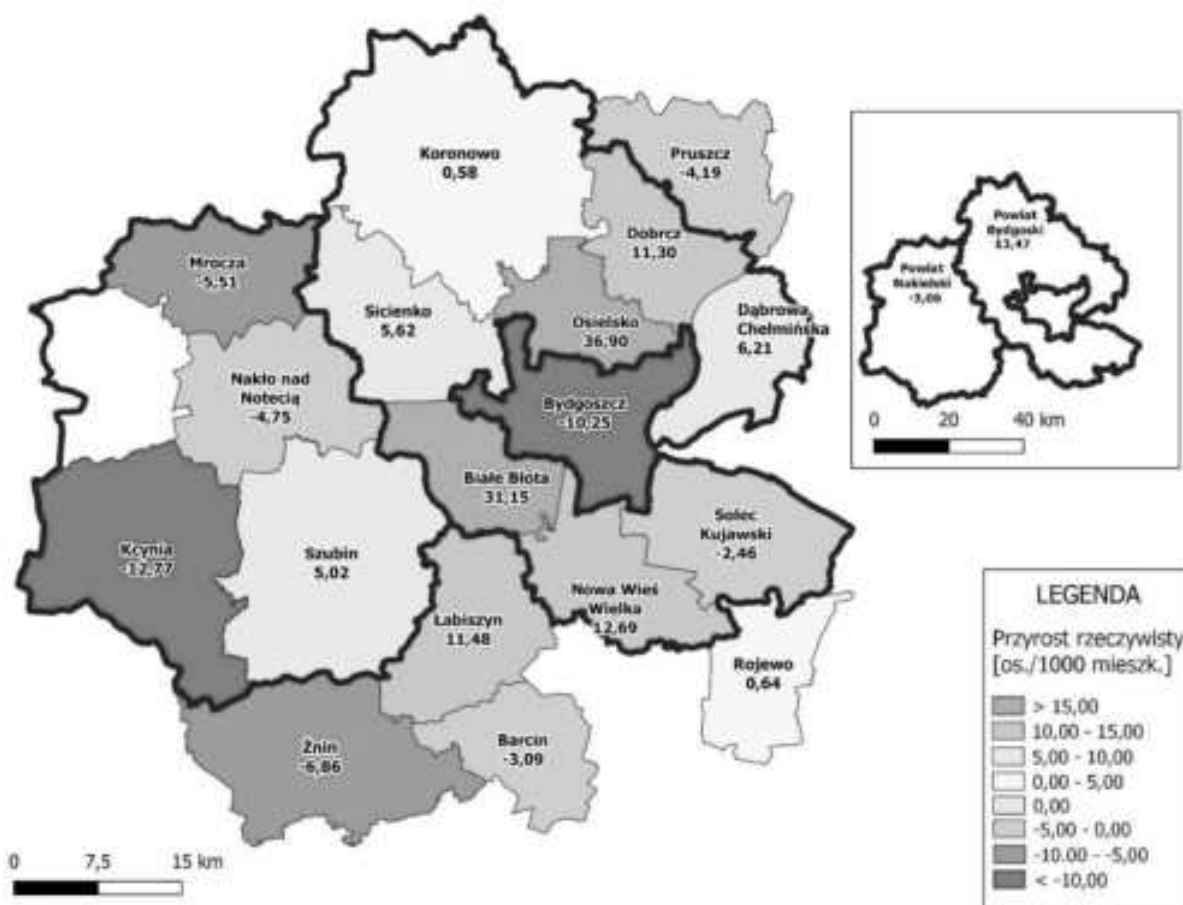 Koronowo
0,58
Pruszcz
-4,19
Dobrcz
11,30
Mrocza
-5,51
Sicienko
5,62
Osielsko
36,90
Dąbrowa
Chełmińska
6,21
Nakło nad
Notecią
-4,75
Bydgoszcz
-10,25
Białe Błota
31,15
Solec
Kujawski
-2,46
Kcynia
-12,77
Szubin
5,02
Nowa Wieś
Wielka
12,69
Łabiszyn
11,48
Rojewo
0,64
Żnin
-6,86
Barcin
-3,09
0 7,5 15 km
Powiat
Bydgoski
13,47
Powiat
Nakielski
0 20 40 km
LEGENDA
Przyrost rzeczywisty
[os./1000 mieszk.]
> 15,00
10,00 - 15,00
5,00 - 10,00
0,00 - 5,00
0,00
-5,00 - 0,00
-10.00 - -5,00
< -10,00